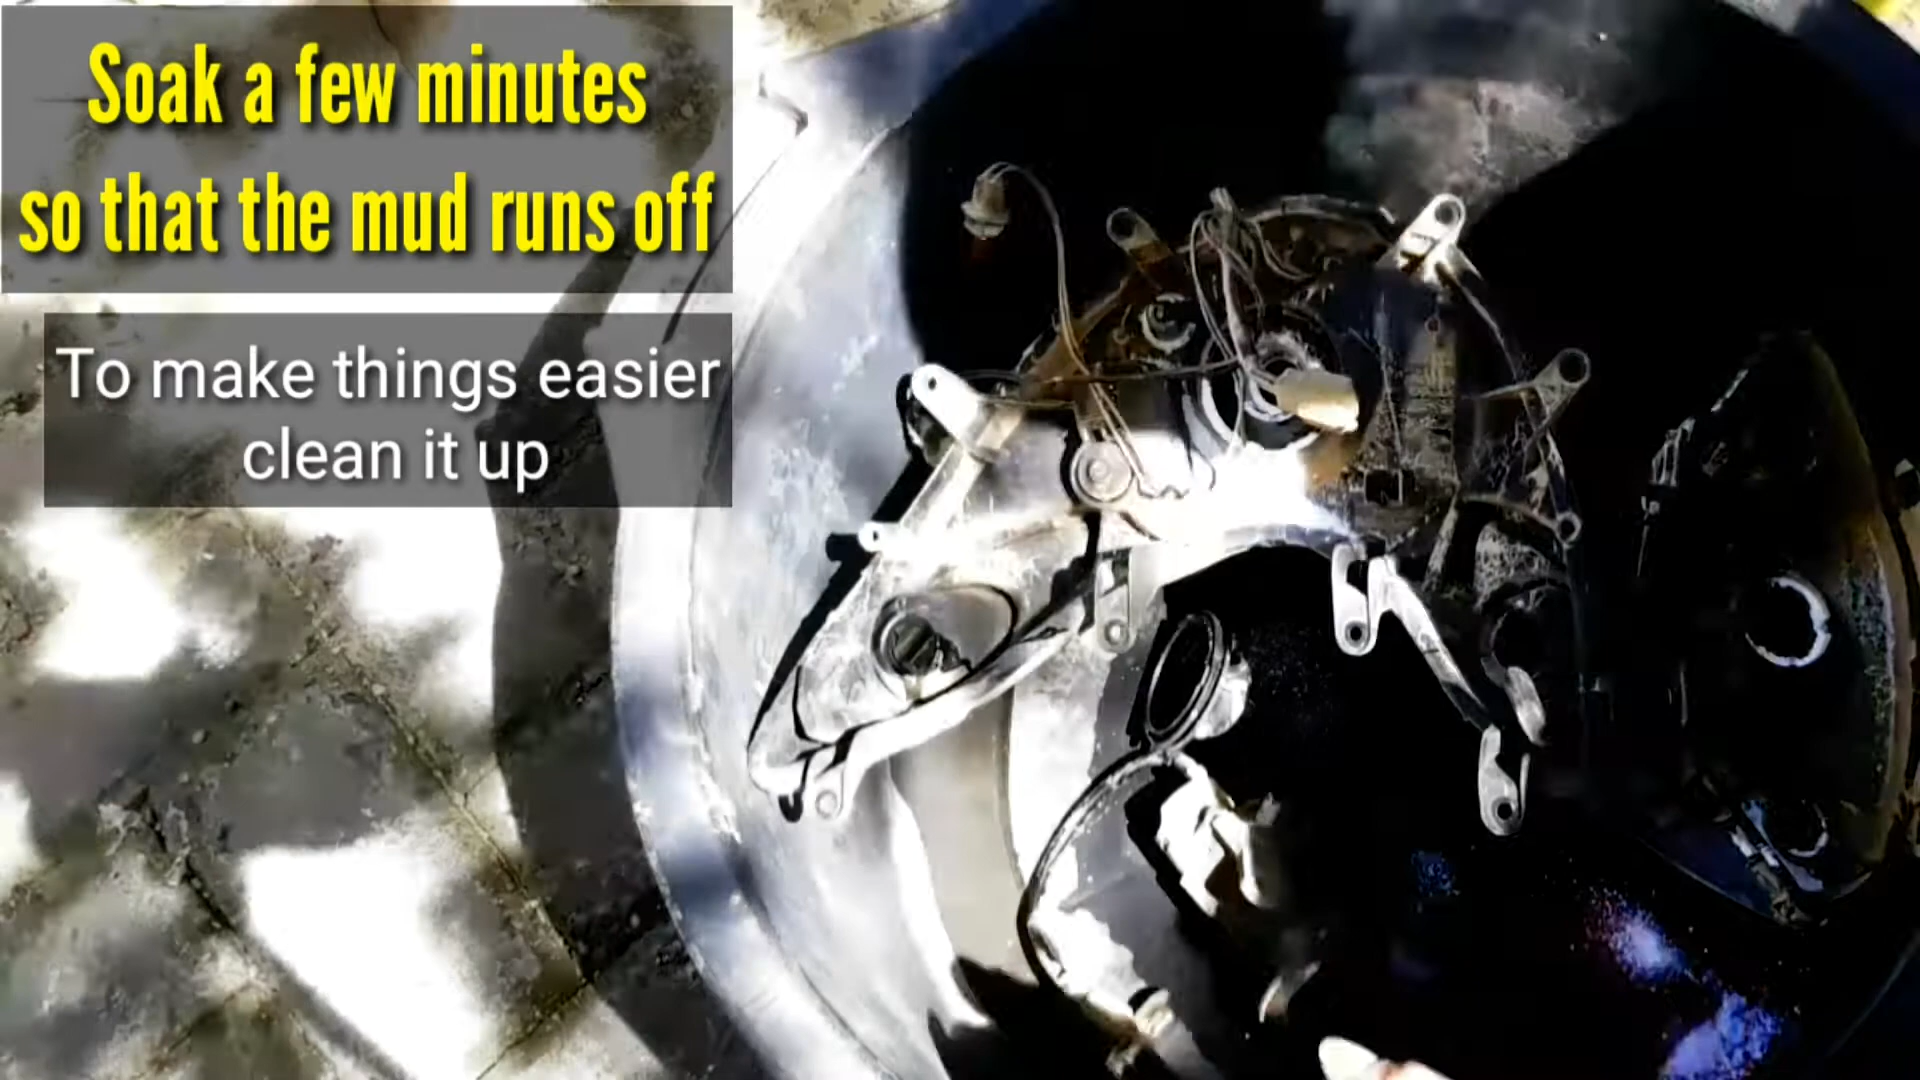 Soak a few minutes
so that the mud runs off
To make things easier
clean it up